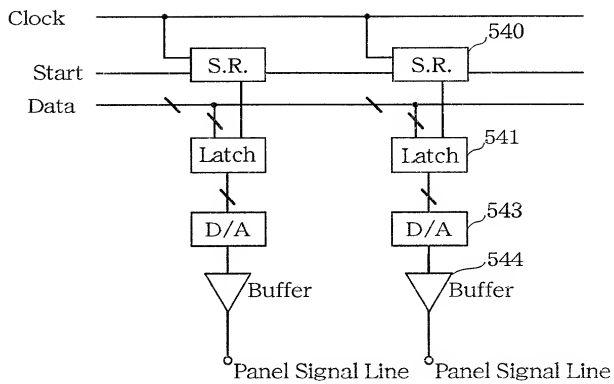 Clock
540
S.R. S.R.
Start
Data
541
Latch Latch
543
D/A D/A
544
Buffer Buffer
Panel Signal Line Panel Signal Line